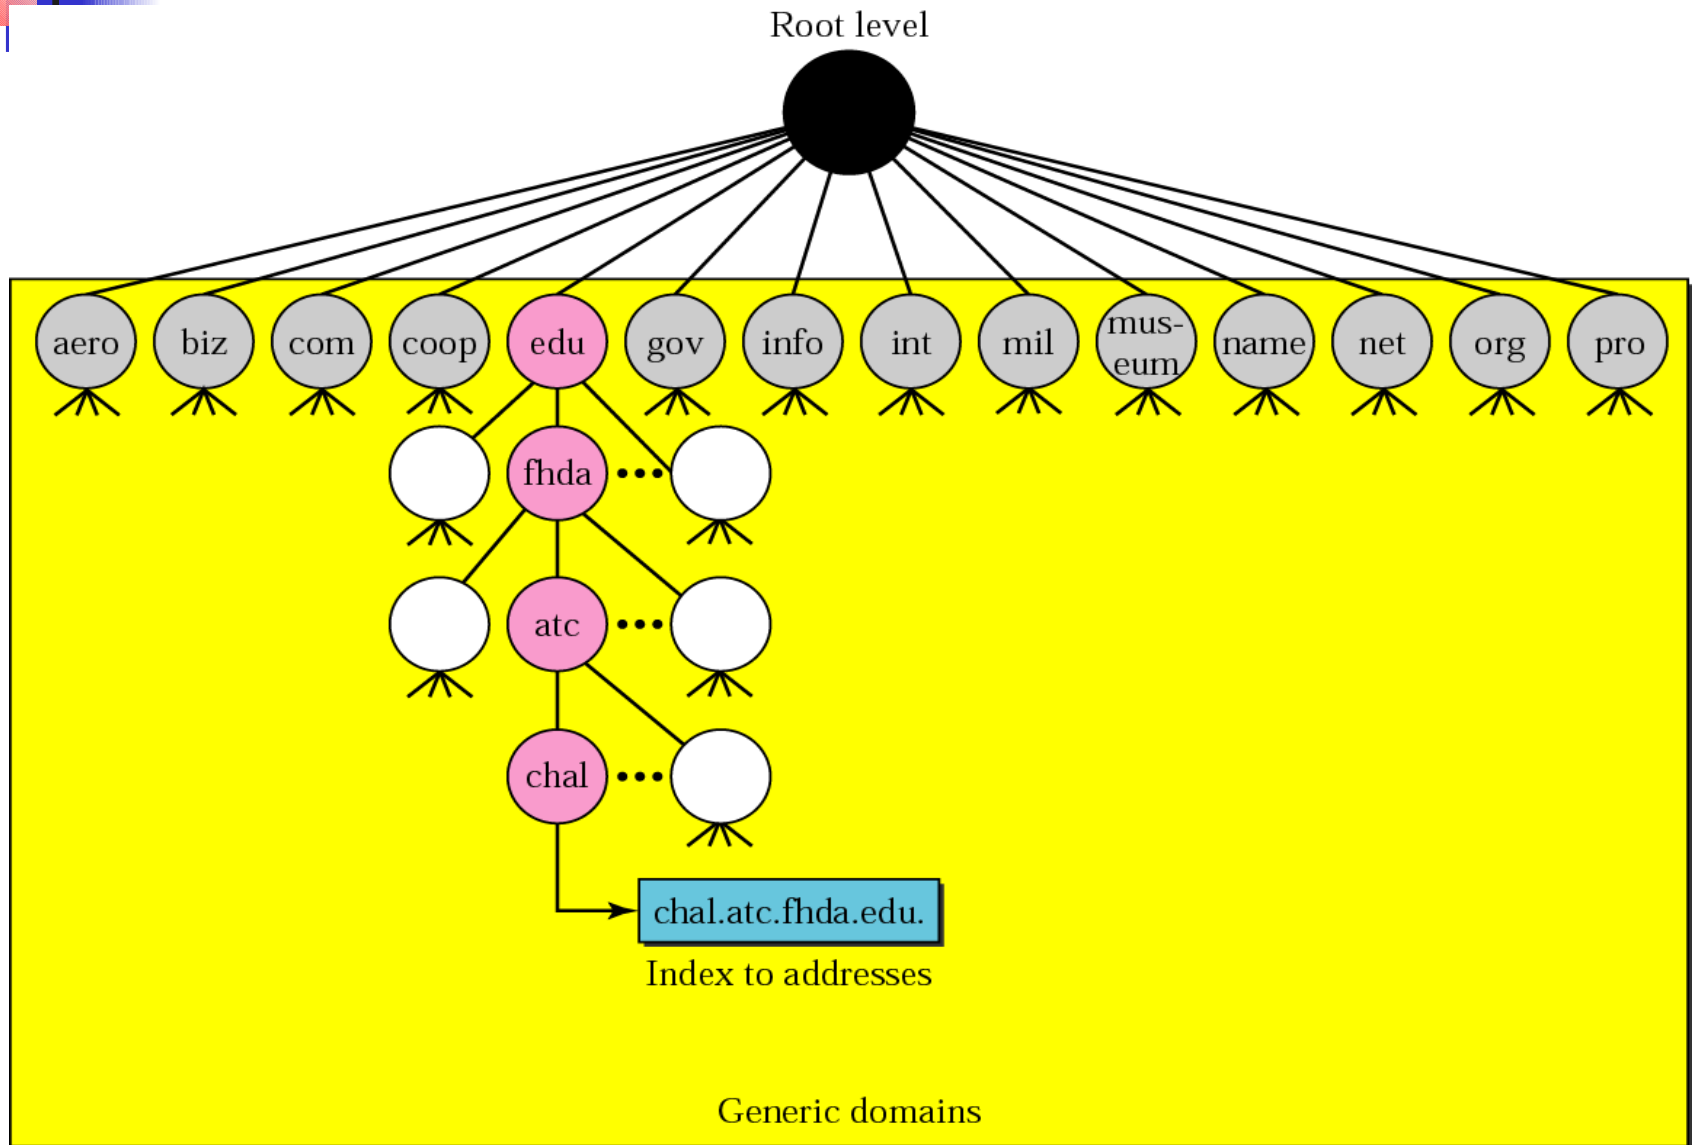 Root level
aero biz com coop edu gov info int mil mus-
eum name net org pro
fhda
atc
chal
chal.atc.fhda.edu.
Index to addresses
Generic domains